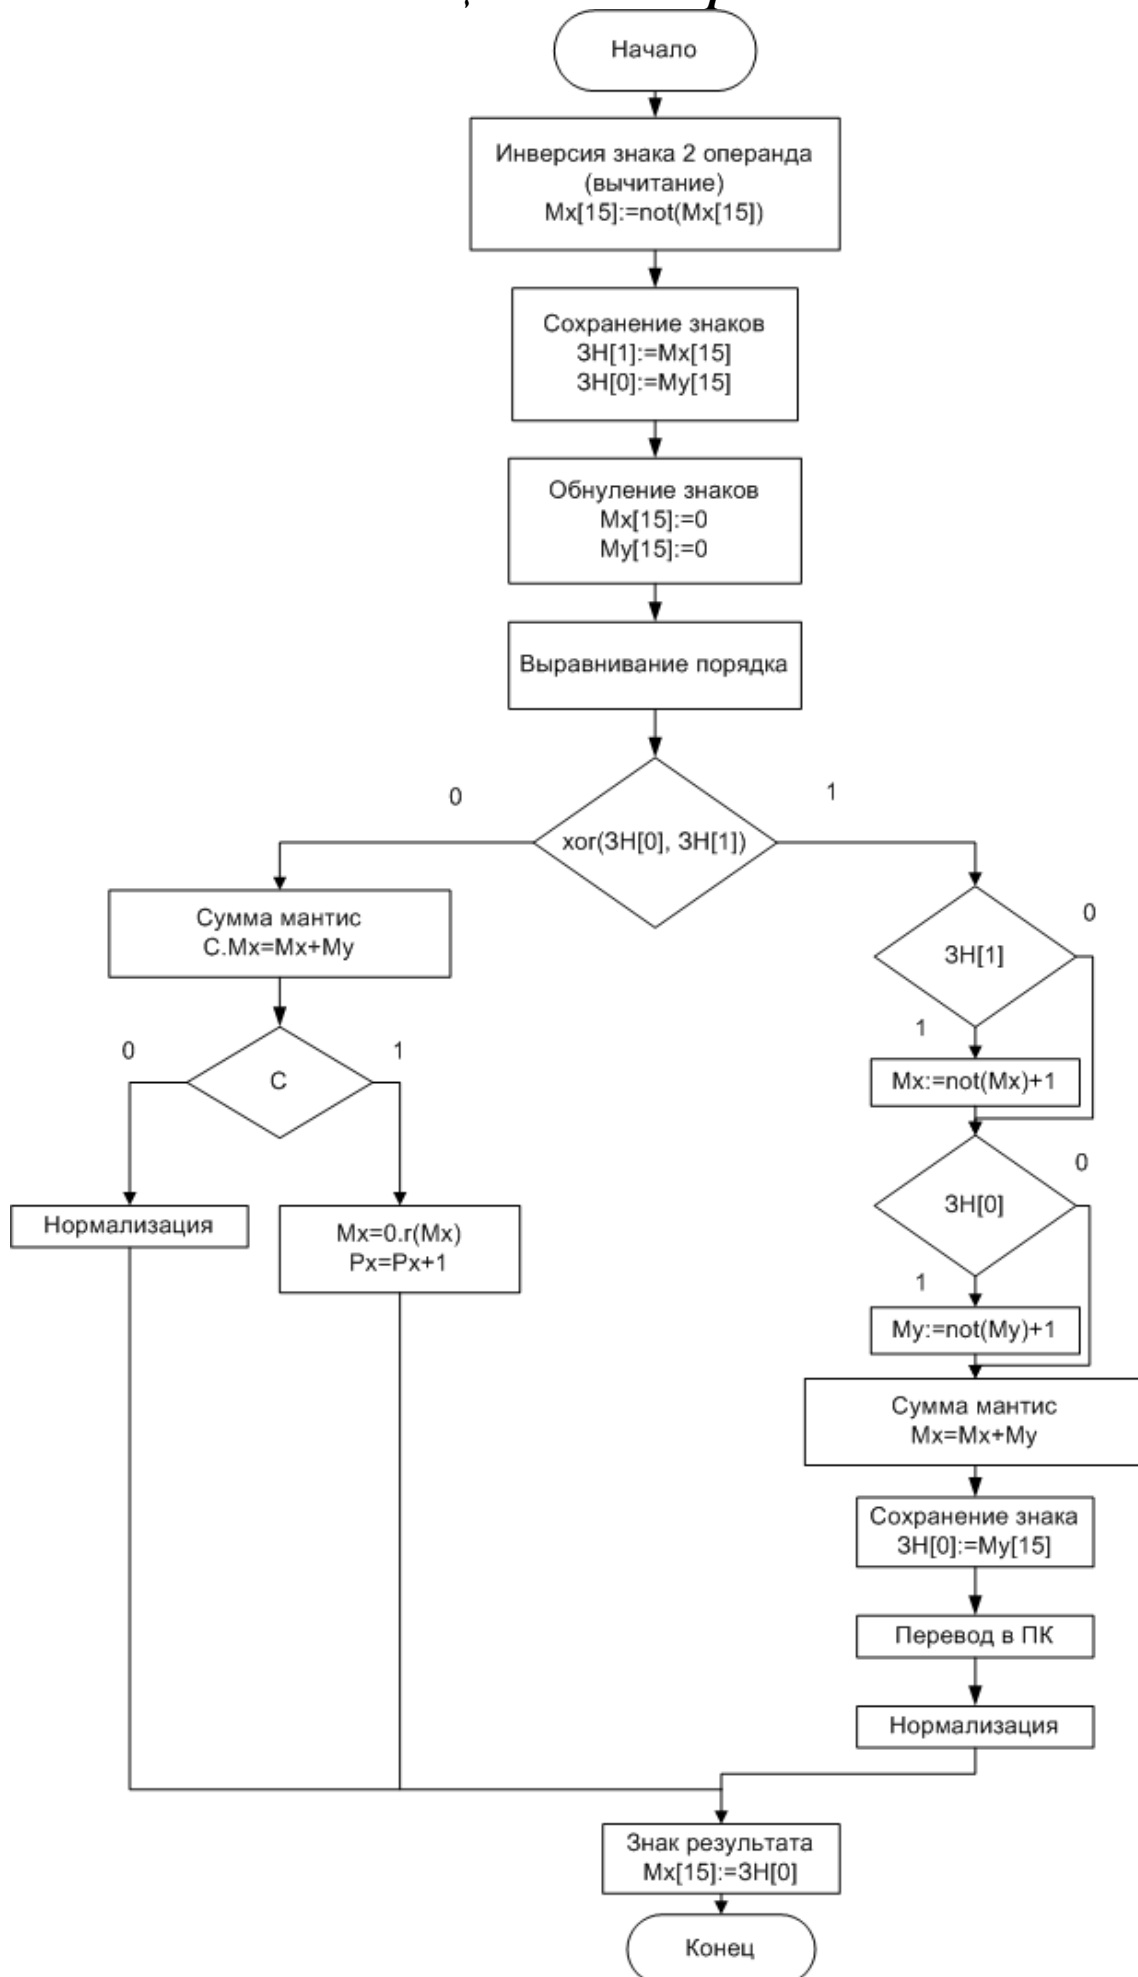 Начало
Инверсия знака 2 операнда
(вычитание)
Mx[15]:=not(Mx[15])
Сохранение знаков
ЗН[1]:=Mx[15]
ЗН[0]:=My[15]
Обнуление знаков
Mx[15]:=0
My[15]:=0
Выравнивание порядка
0
1
xor(ЗН[0], ЗН[1])
Сумма мантис
C.Mx=Mx+My
0
ЗН[1]
1
Mx:=not(Mx)+1
0
1
C
0
ЗН[0]
1
Нормализация
Mx=0.r(Mx)
Px=Px+1
My:=not(My)+1
Сумма мантис
Mx=Mx+My
Сохранение знака
ЗН[0]:=My[15]
Перевод в ПК
Нормализация
Знак результата
Mx[15]:=ЗН[0]
Конец